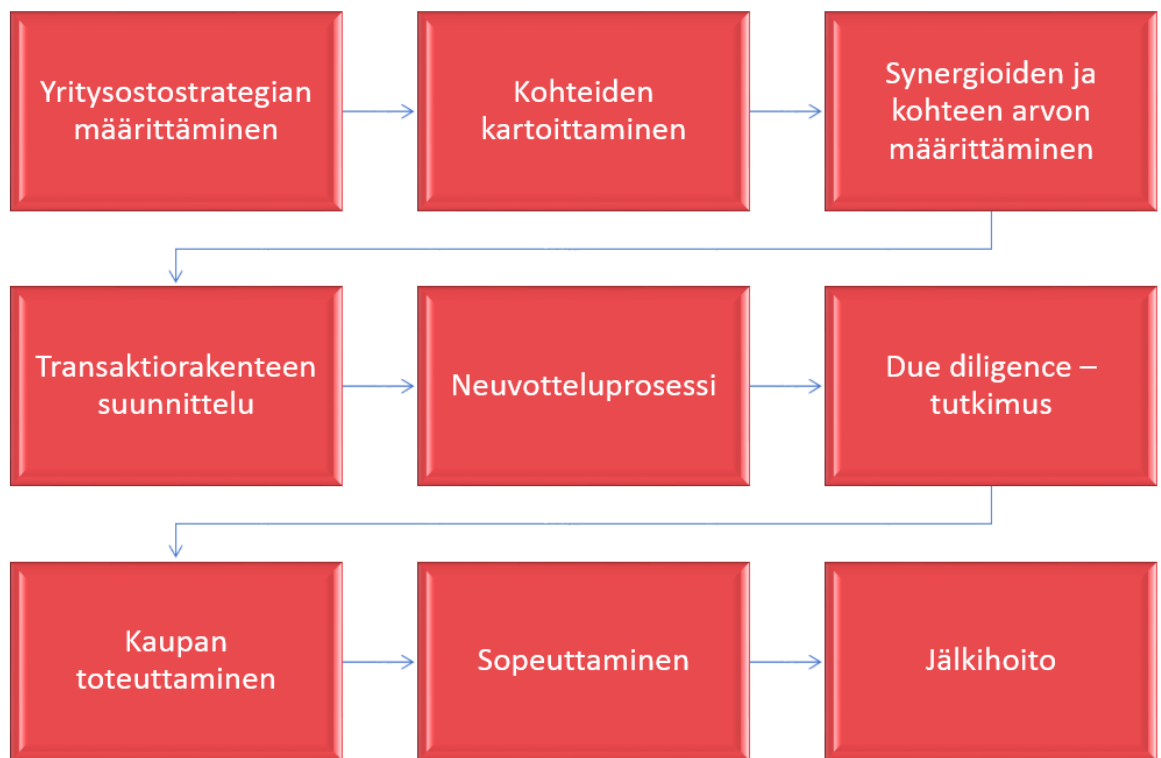 Yritysostostrategian
määrittäminen
Kohteiden
kartoittaminen
Synergioiden ja
kohteen arvon
määrittäminen
Transaktiorakenteen
suunnittelu
Neuvotteluprosessi
Due diligence –
tutkimus
Kaupan
toteuttaminen
Sopeuttaminen
Jälkihoito